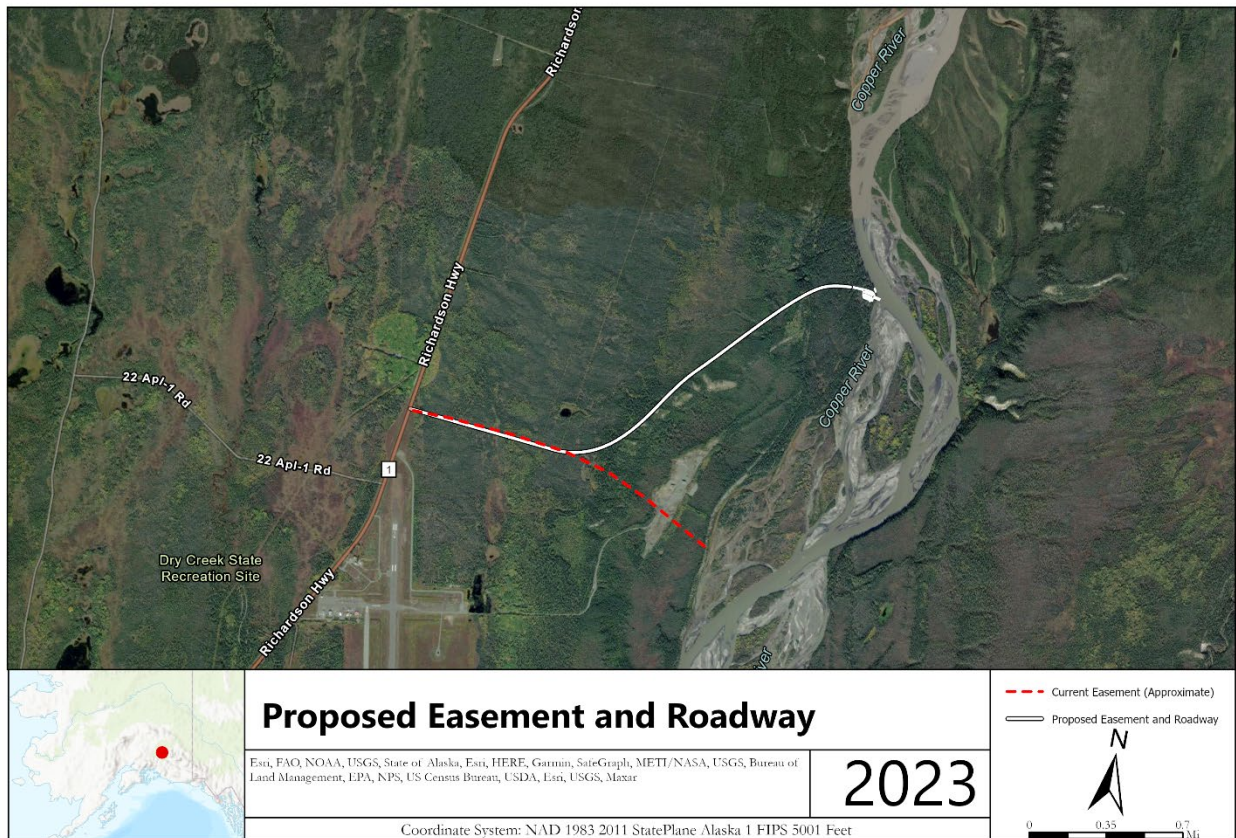 Richardson
Copper River
Richardson Hwy
Copper River
22 Apl-1 Rd
22 Apl-1 Rd
1
Dry Creek State
Recreation Site
Richardson Hwy
River
Proposed Easement and Roadway
Esri, FAO, NOAA, USGS, State of Alaska, Esri, HERE, Garmin, SafeGraph, METI/NASA, USGS, Bureau of
Land Management, EPA, NPS, US Census Bureau, USDA, Esri, USGS, Maxar
2023
Coordinate System: NAD 1983 2011 StatePlane Alaska 1 FIPS 5001 Feet
Current Easement (Approximate)
Proposed Easement and Roadway
N
0 0.35 0.7
Mi